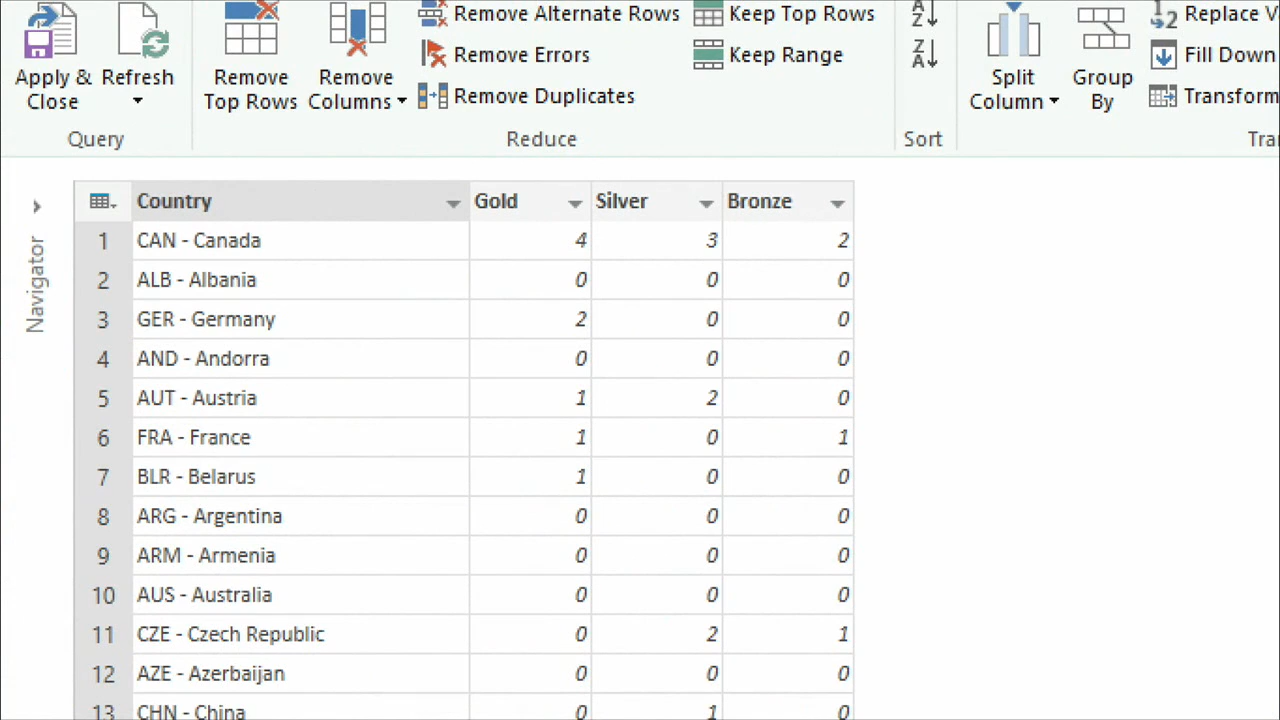 Remove Alternate Rows Keep Top Rows Replace V
Remove Errors Keep Range Fill Down
Apply & Close Refresh Remove Top Rows Remove Columns Split Column Group By
Remove Duplicates Transform
Query Reduce Sort Tra
Navigator
Country Gold Silver Bronze
1 CAN - Canada 4 3 2
2 ALB - Albania 0 0 0
3 GER - Germany 2 0 0
4 AND - Andorra 0 0 0
5 AUT - Austria 1 2 0
6 FRA - France 1 0 1
7 BLR - Belarus 1 0 0
8 ARG - Argentina 0 0 0
9 ARM - Armenia 0 0 0
10 AUS - Australia 0 0 0
11 CZE - Czech Republic 0 2 1
12 AZE - Azerbaijan 0 0 0
13 CHN - China 0 1 0